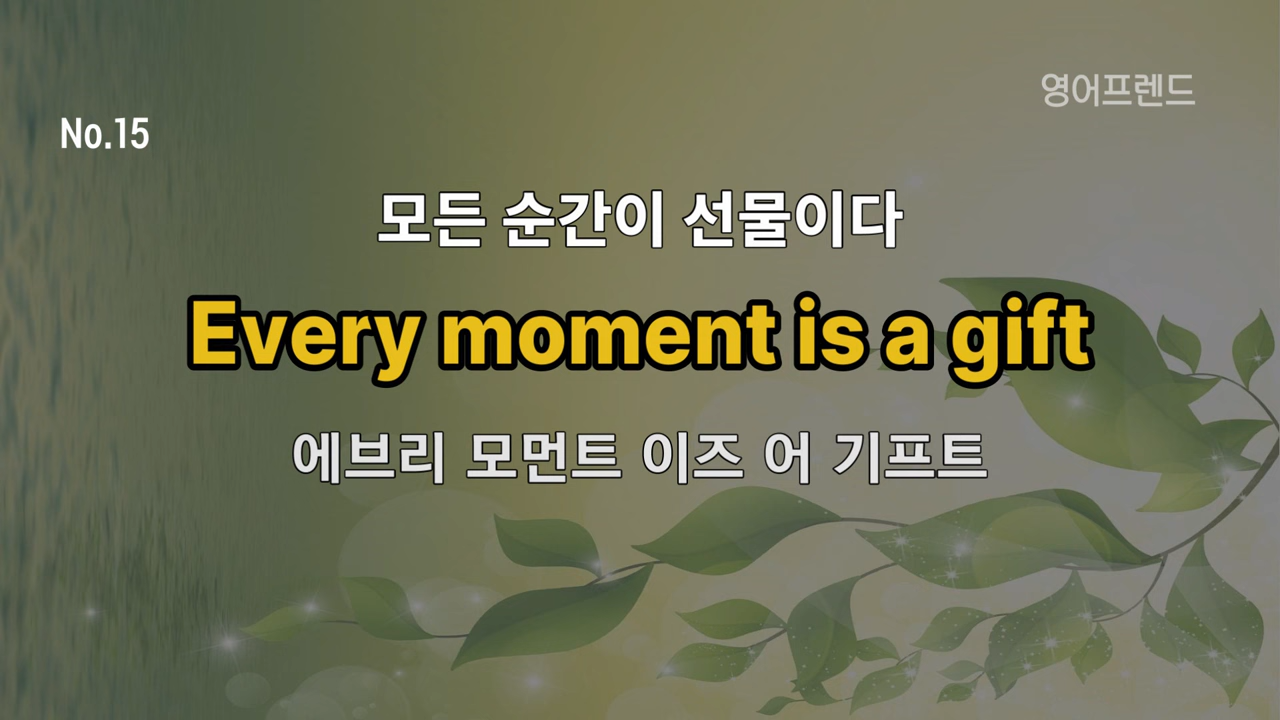 영어프렌드
No.15
모든 순간이 선물이다
Every moment is a gift
에브리 모먼트 이즈 어 기프트